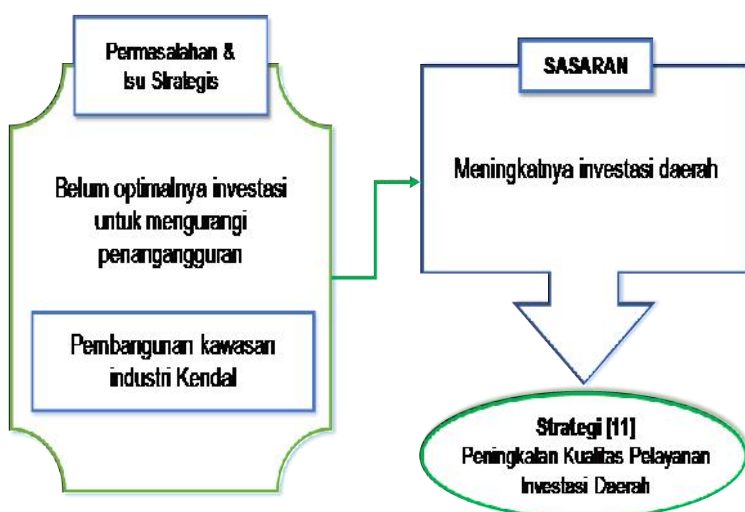 Permasalahan &
Isu Strategis
Belum optimalnya investasi
untuk mengurangi
penangangguran
Pembangunan kawasan
industri Kendal
SASARAN
Meningkatnya investasi daerah
Strategi [11]
Peningkatan Kualitas Pelayanan
Investasi Daerah